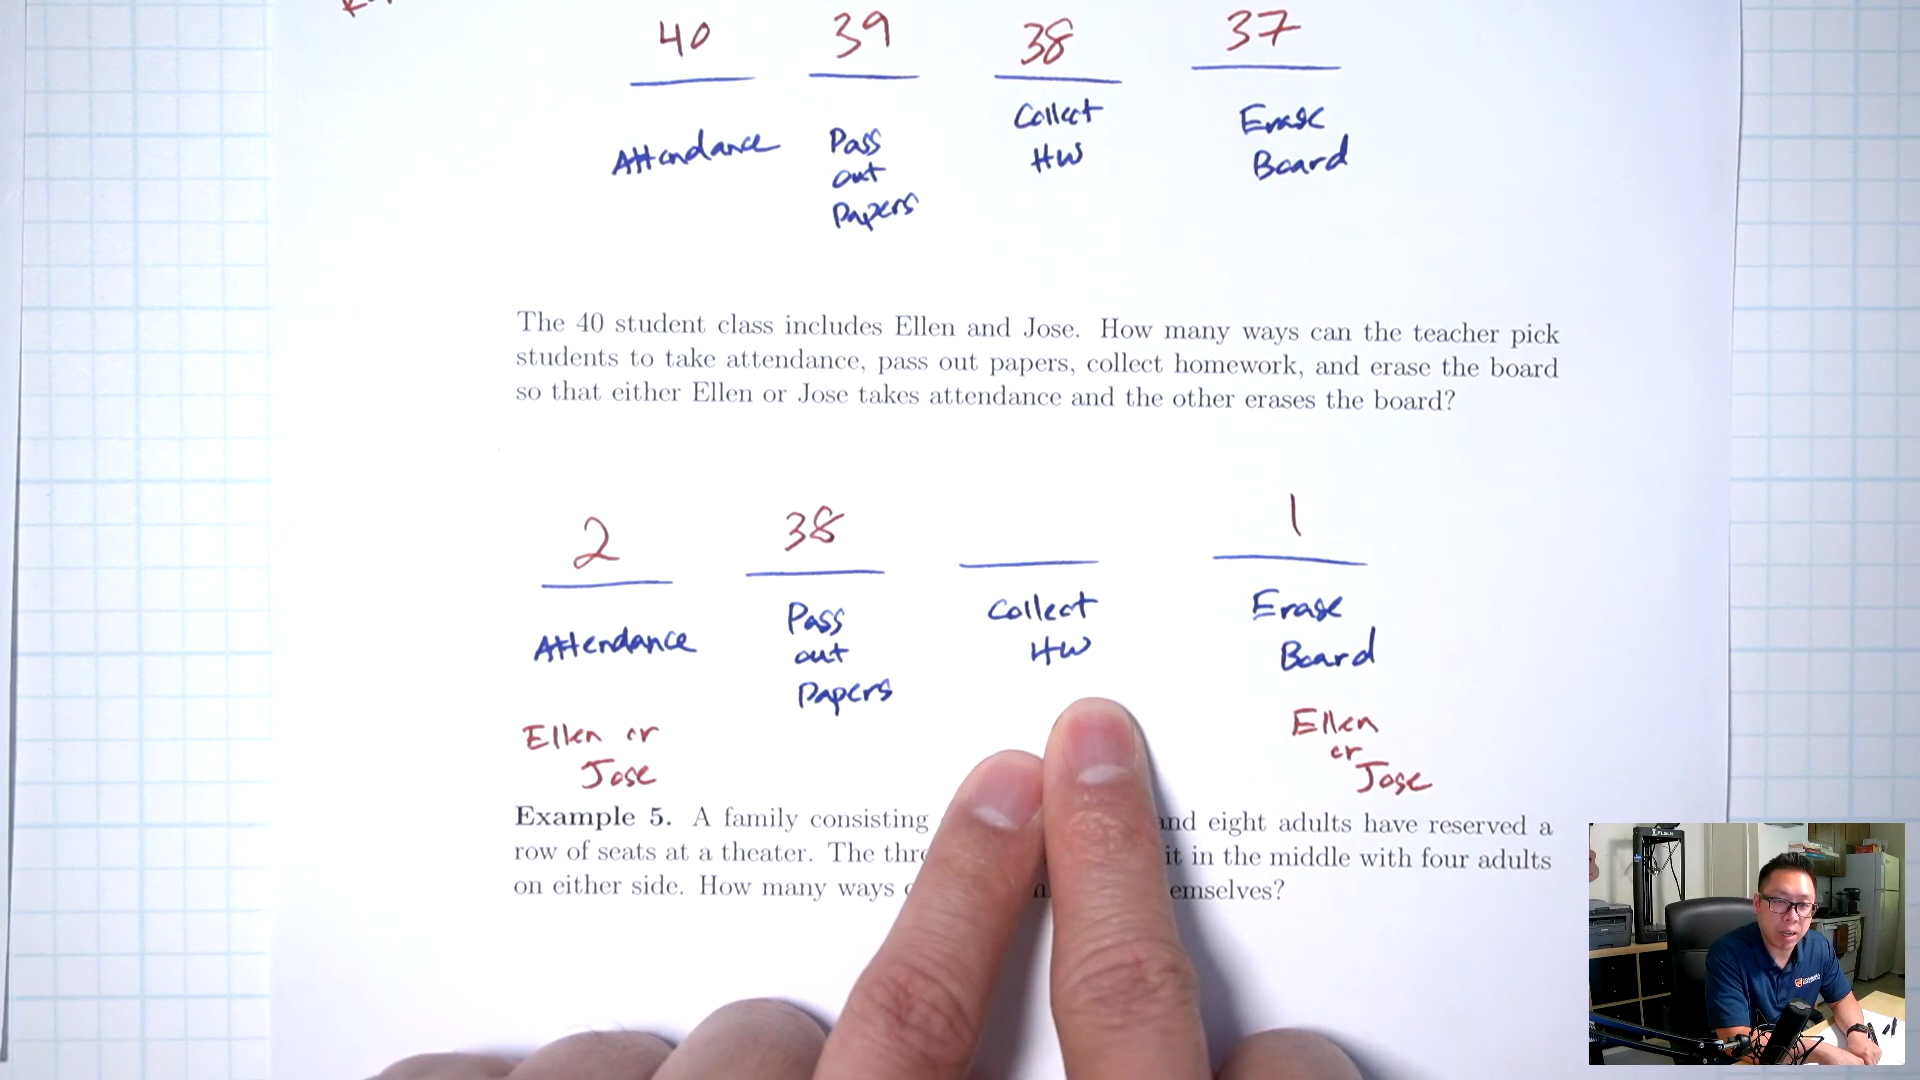 40 39 38 37
Attendance Pass out Papers Collect HW Erase Board
The 40 student class includes Ellen and Jose. How many ways can the teacher pick
students to take attendance, pass out papers, collect homework, and erase the board
so that either Ellen or Jose takes attendance and the other erases the board?
2 38 1
Attendance Pass out Papers Collect HW Erase Board
Ellen or Jose Ellen or Jose
Example 5. A family consisting and eight adults have reserved a
row of seats at a theater. The in the middle with four adults
on either side. How many ways